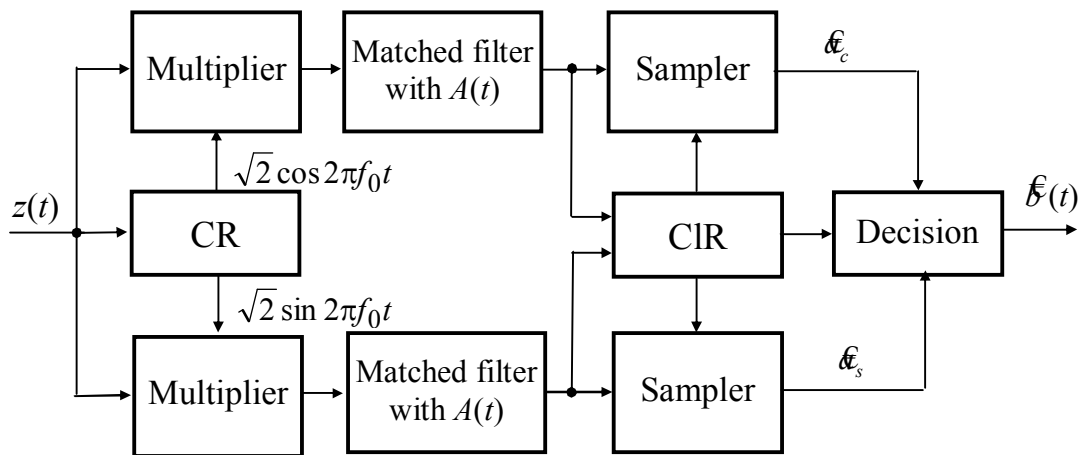 Multiplier
Matched filter
with A(t)
Sampler
√2 cos 2πf₀t
z(t)
CR
ClR
Decision
√2 sin 2πf₀t
Multiplier
Matched filter
with A(t)
Sampler